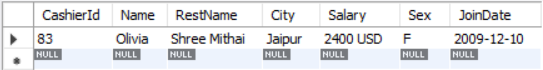 CashierId Name RestName City Salary Sex JoinDate
83 Olivia Shree Mithai Jaipur 2400 USD F 2009-12-10
NULL NULL NULL NULL NULL NULL NULL